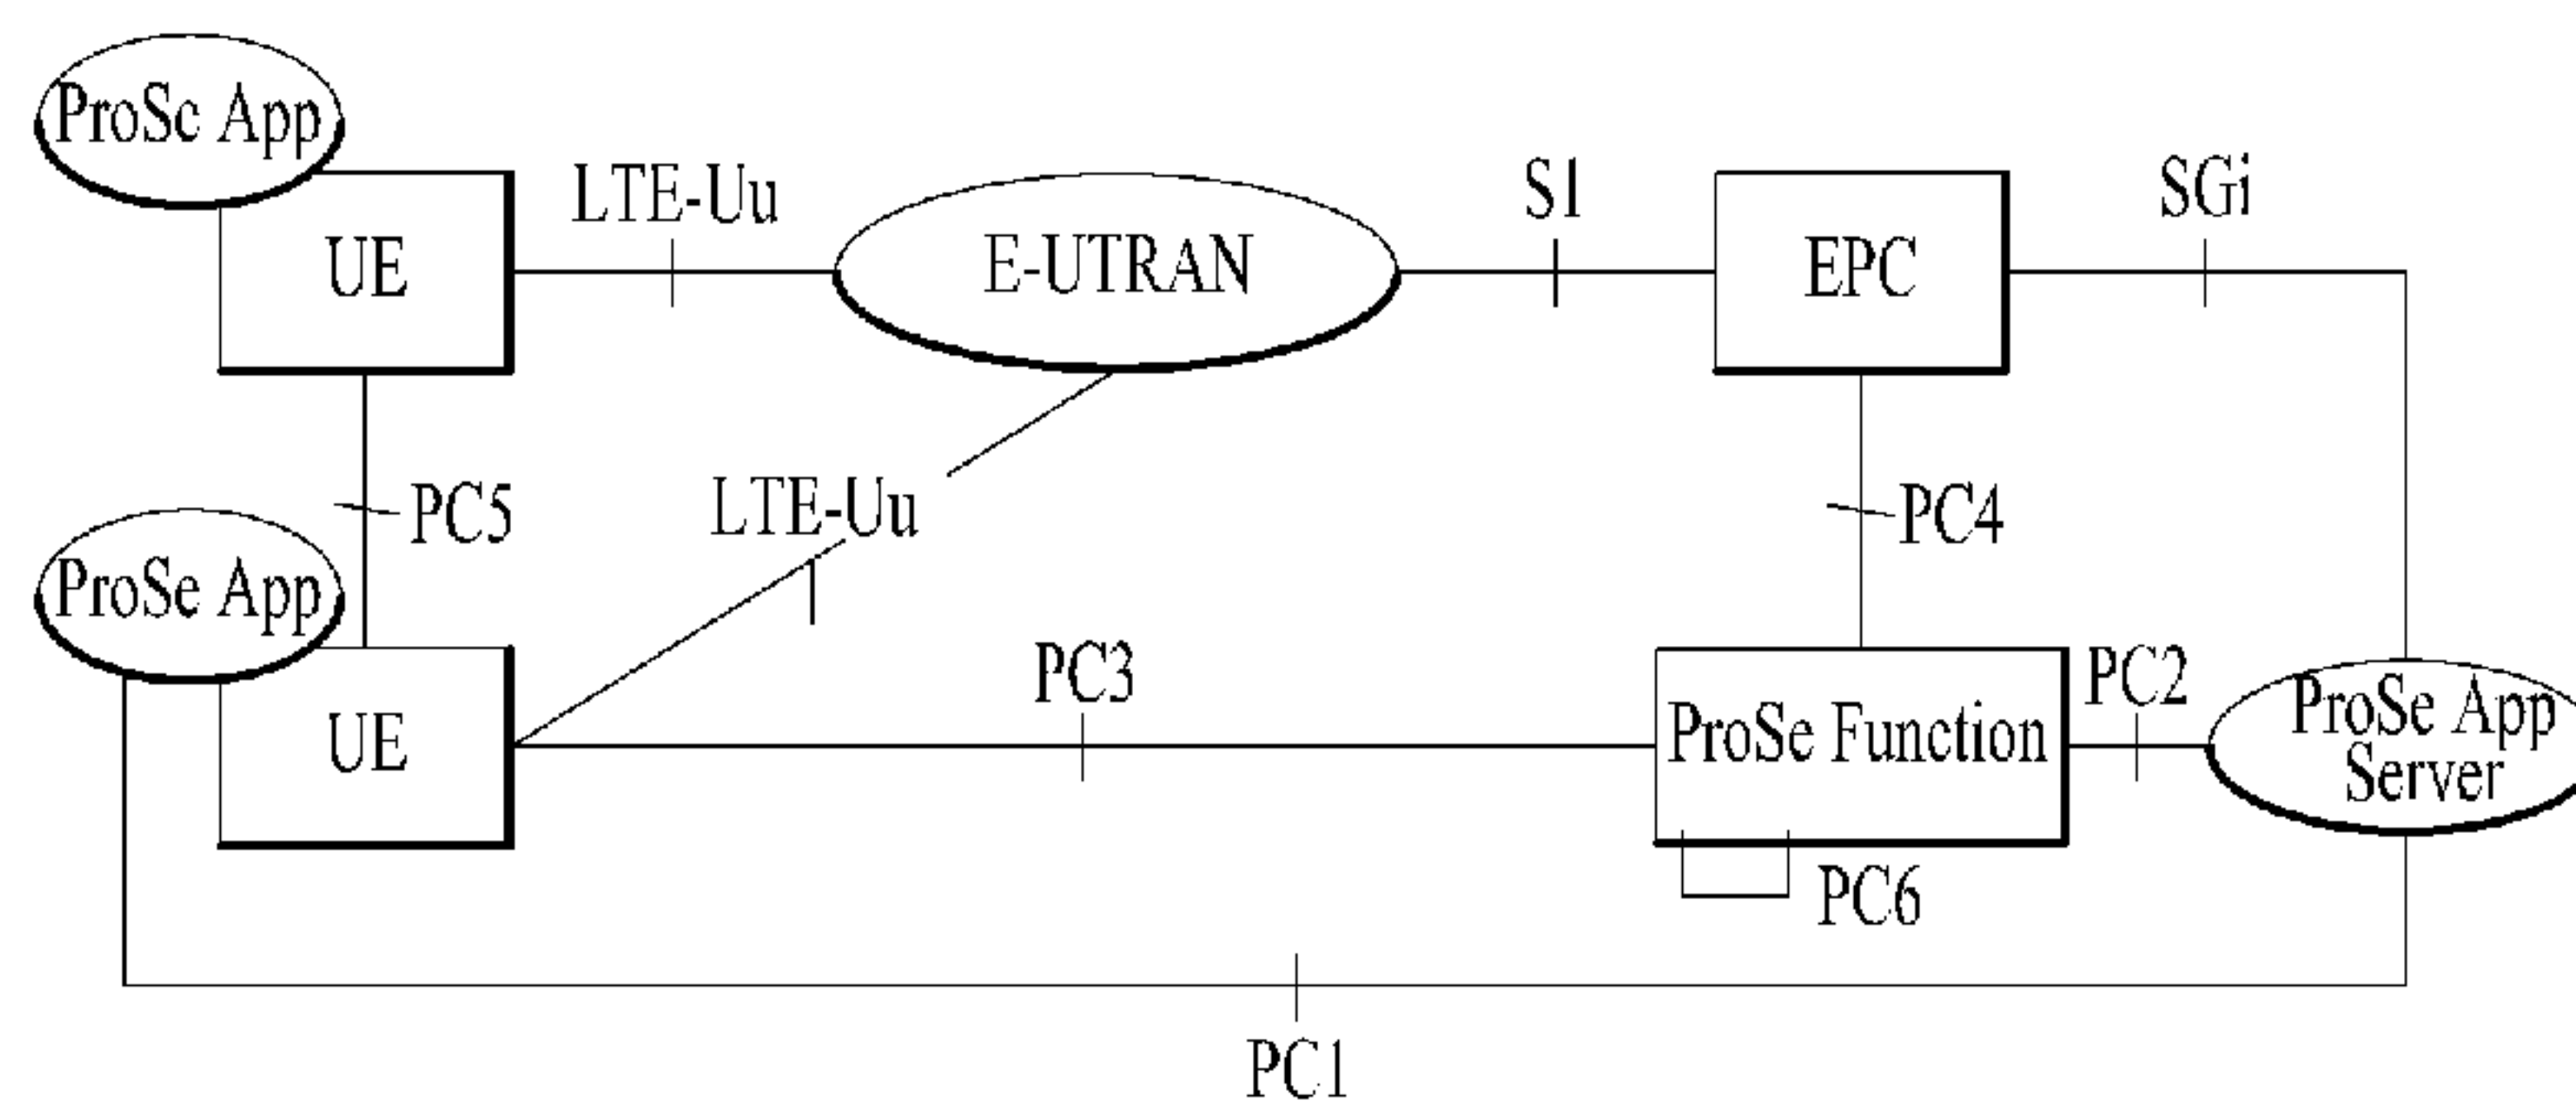 ProSc App
LTE-Uu
S1
SGi
UE
E-UTRAN
EPC
PC5
LTE-Uu
PC4
ProSe App
PC3
PC2
UE
ProSe Function
ProSe App
Server
PC6
PC1